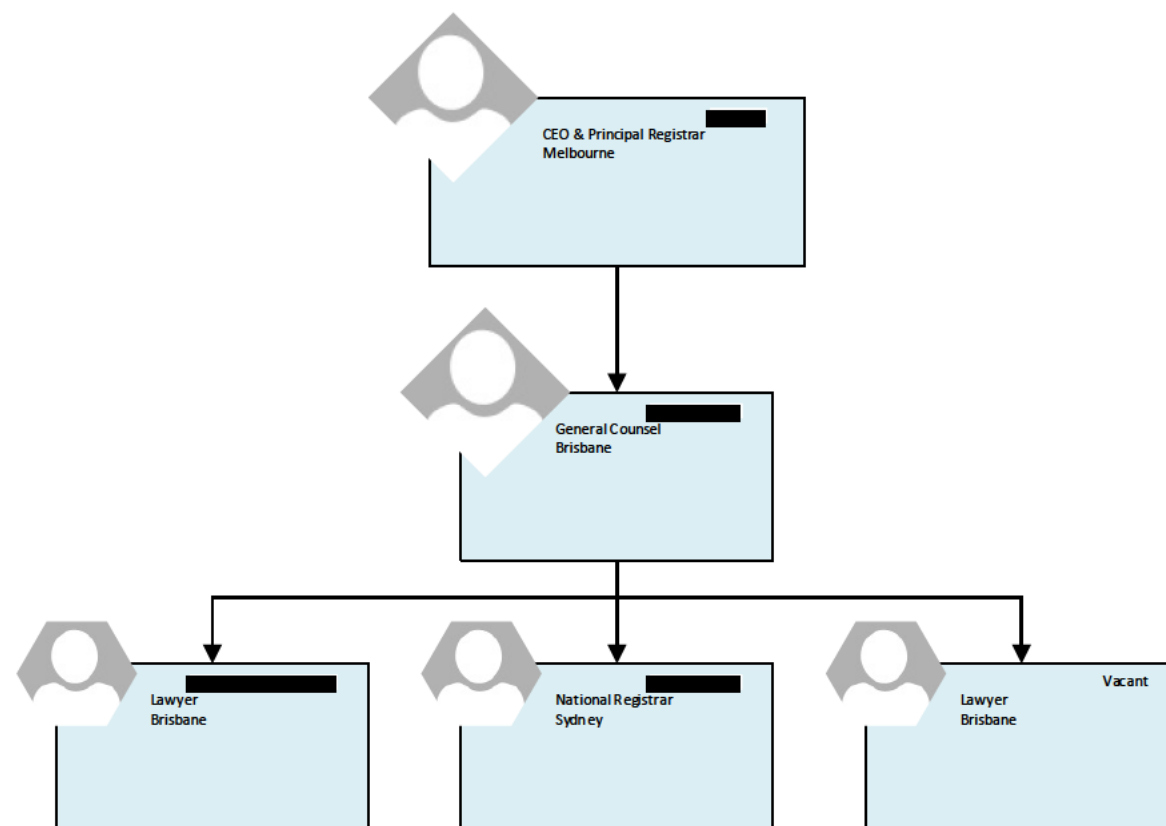 CEO & Principal Registrar
Melbourne
General Counsel
Brisbane
Lawyer
Brisbane
National Registrar
Sydney
Vacant
Lawyer
Brisbane